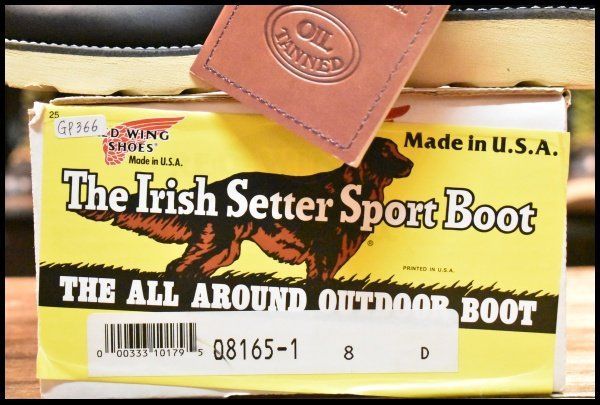 OIL
TANNED
25
GP366
ED WING
SHOES
Made in U.S.A.
Made in U.S.A.
The Irish Setter Sport Boot
®
PRINTED IN U.S.A.
THE ALL AROUND OUTDOOR BOOT
0 00333 10179 5
08165-1 8 D